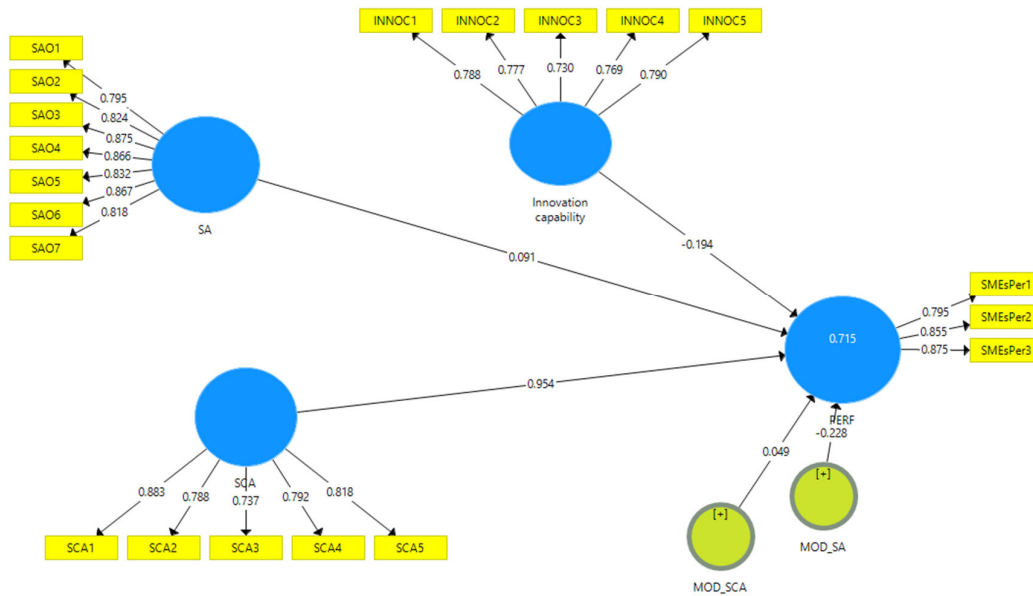 INNOC1
INNOC2
INNOC3
INNOC4
INNOC5
0.788
0.777
0.730
0.769
0.790
Innovation
capability
SAO1
SAO2
SAO3
SAO4
SAO5
SAO6
SAO7
0.795
0.824
0.875
0.866
0.832
0.867
0.818
SA
0.091
-0.194
0.954
0.715
PERF
SMEsPer1
SMEsPer2
SMEsPer3
0.795
0.855
0.875
SCA
0.883
0.788
0.737
0.792
0.818
SCA1
SCA2
SCA3
SCA4
SCA5
0.049
-0.228
[+]
MOD_SA
[+]
MOD_SCA